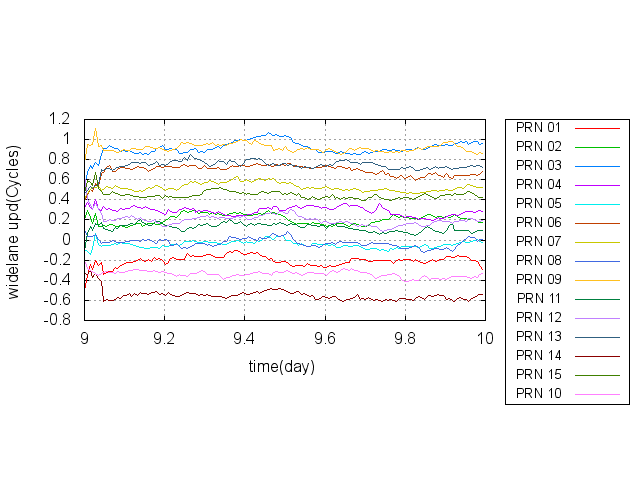 1.2
1
0.8
0.6
0.4
0.2
0
-0.2
-0.4
-0.6
-0.8
9
9.2
9.4
9.6
9.8
10
widelane upd(Cycles)
time(day)
PRN 01
PRN 02
PRN 03
PRN 04
PRN 05
PRN 06
PRN 07
PRN 08
PRN 09
PRN 11
PRN 12
PRN 13
PRN 14
PRN 15
PRN 10